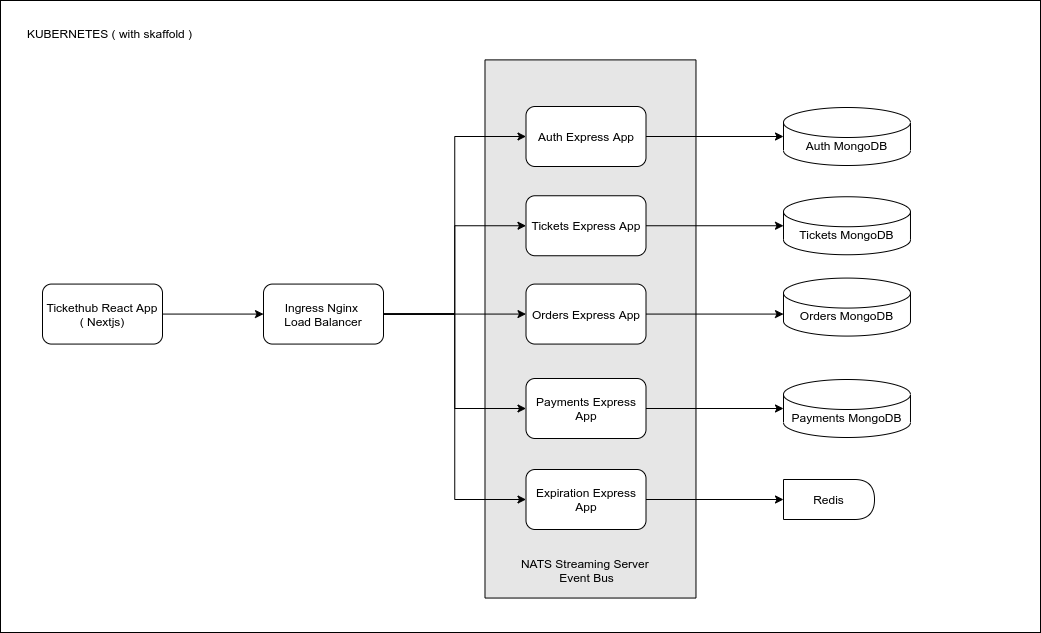 KUBERNETES ( with skaffold )
Auth Express App
Auth MongoDB
Tickets Express App
Tickets MongoDB
Tickethub React App
( Nextjs)
Ingress Nginx
Load Balancer
Orders Express App
Orders MongoDB
Payments Express
App
Payments MongoDB
Expiration Express
App
Redis
NATS Streaming Server
Event Bus